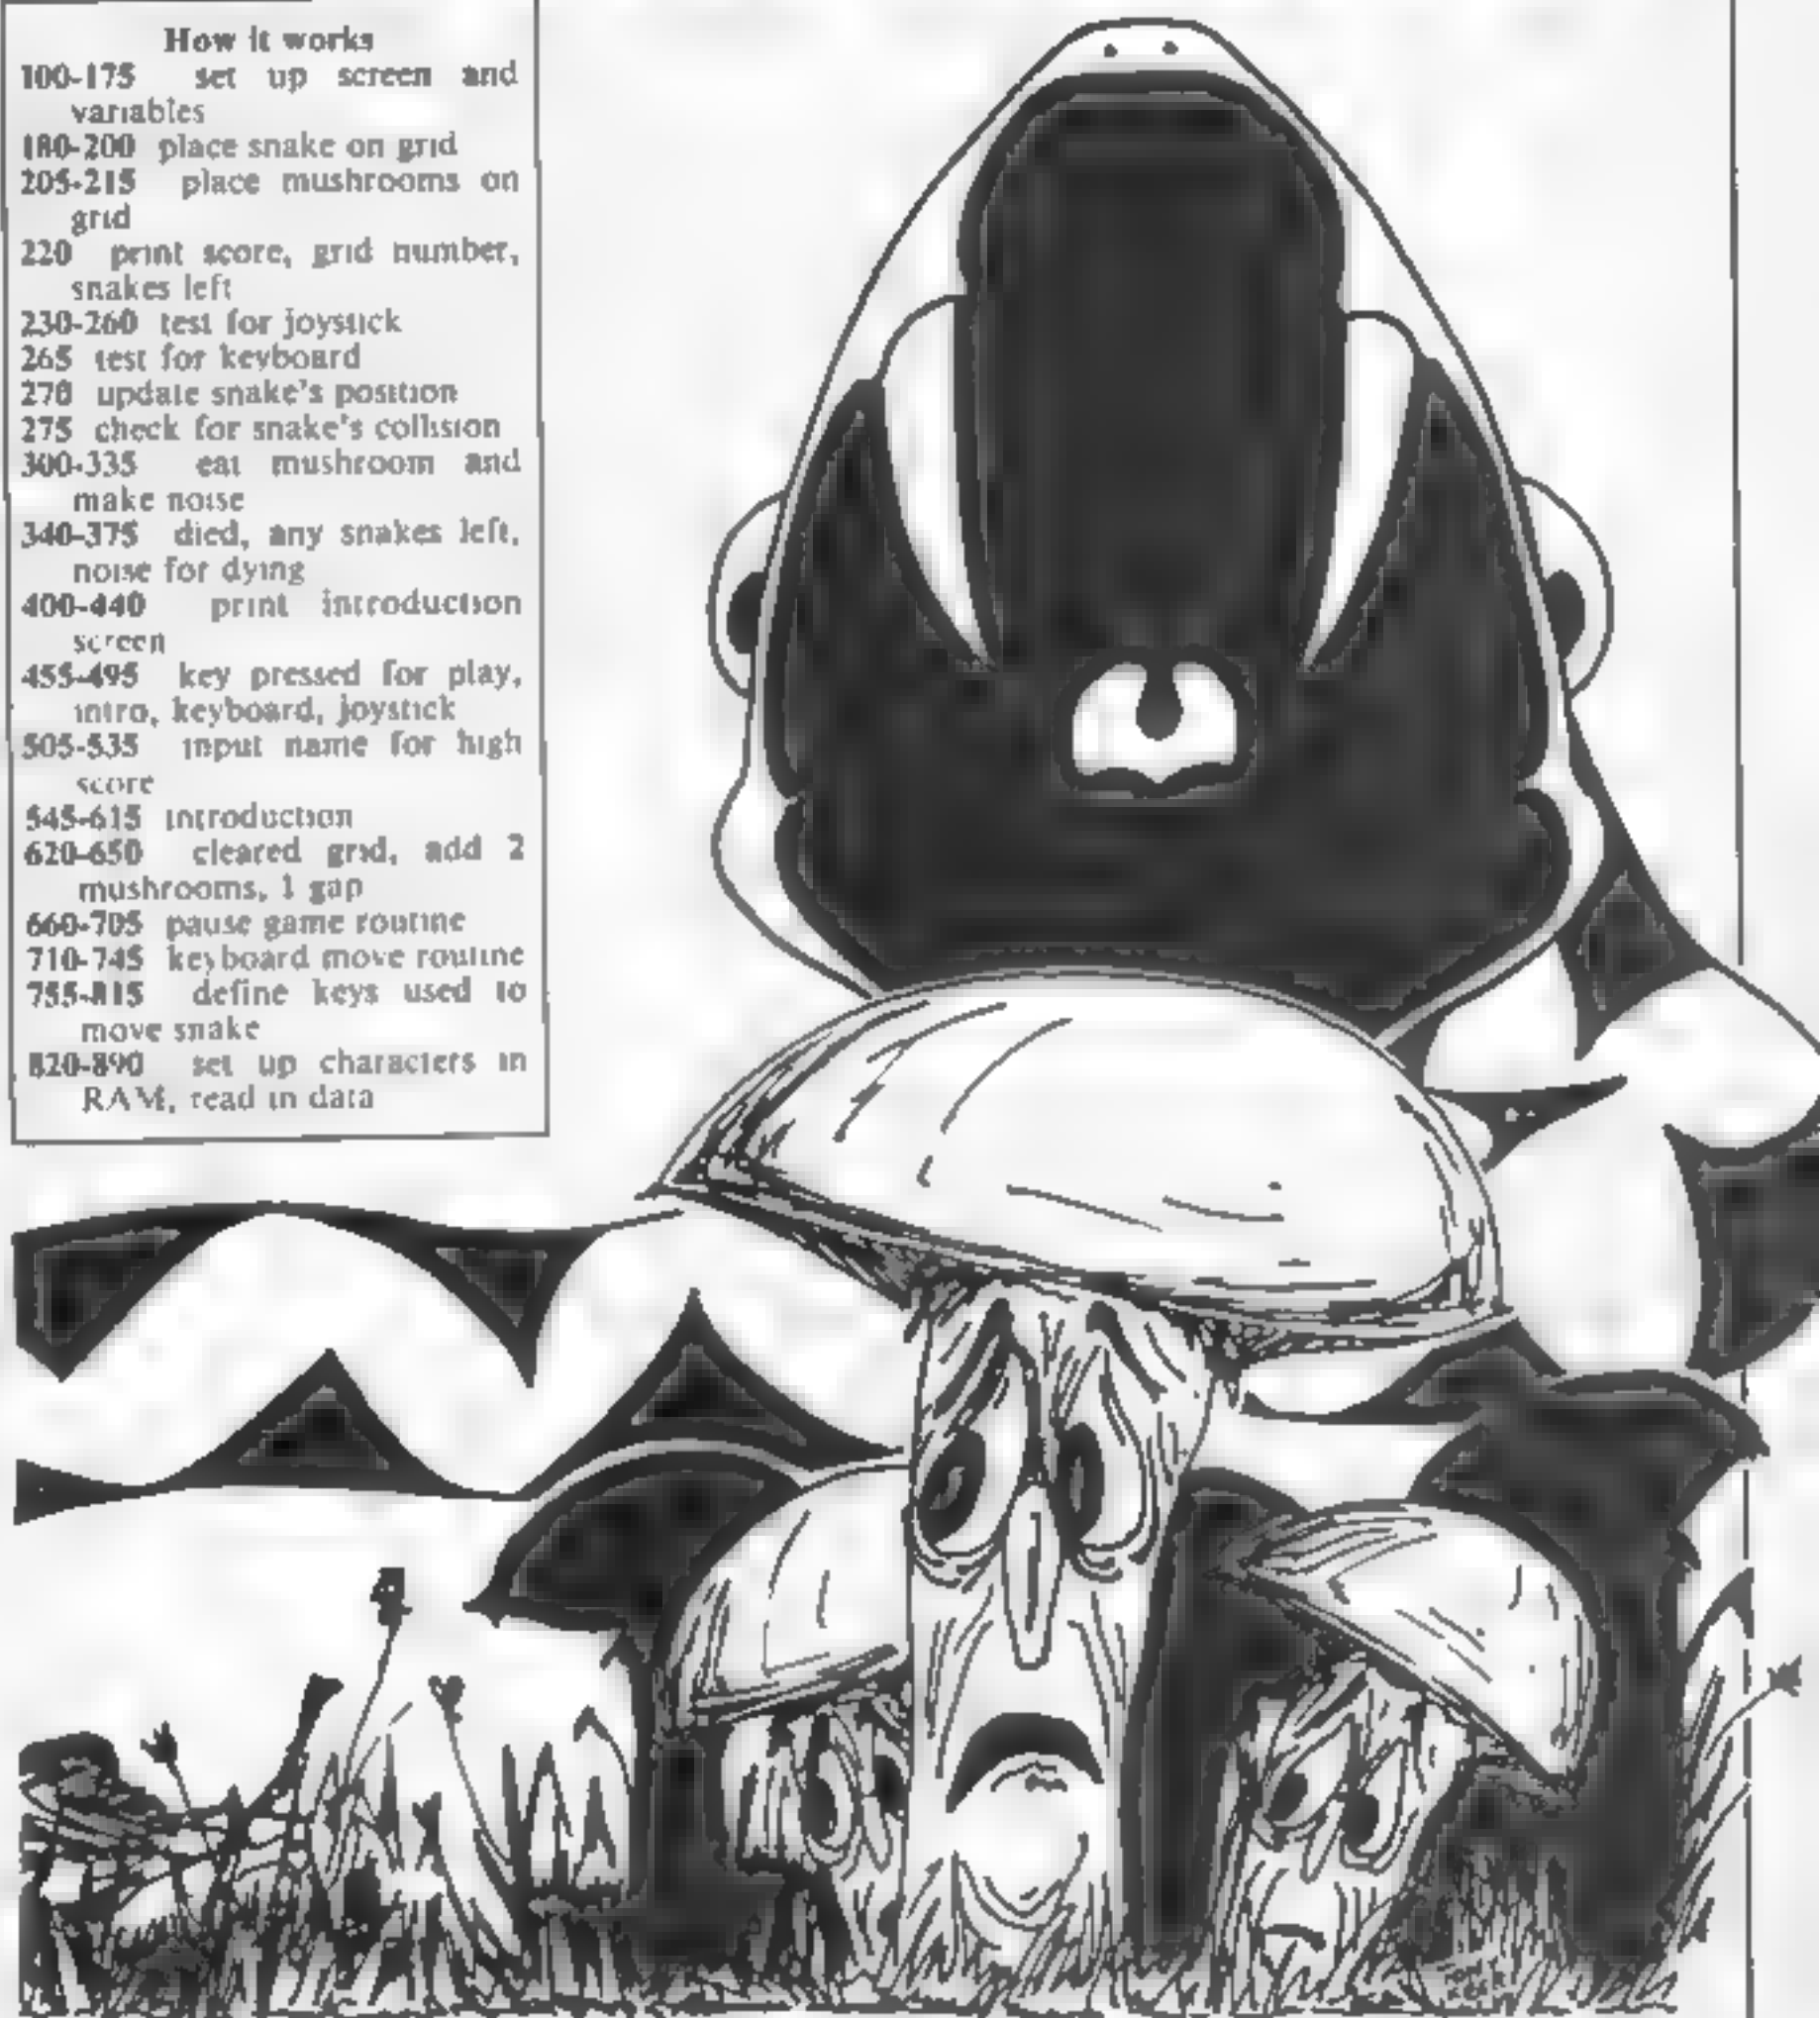 How it works
100-175 set up screen and
variables
180-200 place snake on grid
205-215 place mushrooms on
grid
220 print score, grid number,
snakes left
230-260 test for joystick
265 test for keyboard
270 update snake's position
275 check for snake's collision
300-335 eat mushroom and
make noise
340-375 died, any snakes left,
noise for dying
400-440 print introduction
screen
455-495 key pressed for play,
intro, keyboard, joystick
505-535 input name for high
score
545-615 introduction
620-650 cleared grid, add 2
mushrooms, 1 gap
660-705 pause game routine
710-745 keyboard move routine
755-815 define keys used to
move snake
820-890 set up characters in
RAM, read in data